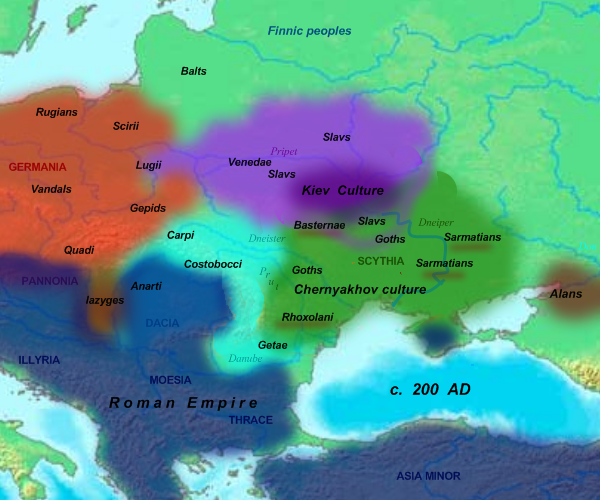 Finnic peoples
Balts
Rugians
Scirii
Slavs
Pripet
GERMANIA
Lugii
Venedae
Slavs
Vandals
Kiev Culture
Gepids
Basternae
Slavs
Dneiper
Carpi
Dneister
Goths
Sarmatians
Quadi
Costobocci
SCYTHIA
Sarmatians
Prut
Goths
PANNONIA
Anarti
Chernyakhov culture
Alans
Iazyges
DACIA
Rhoxolani
Getae
ILLYRIA
Danube
MOESIA
c. 200 AD
Roman Empire
THRACE
ASIA MINOR